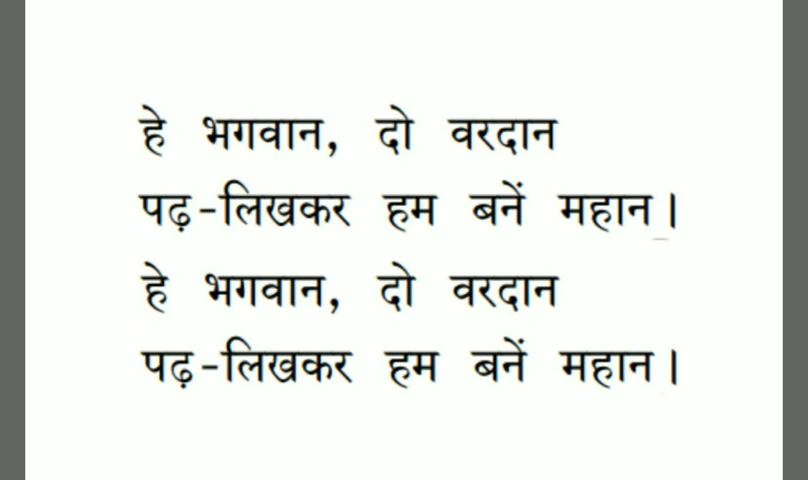 हे भगवान, दो वरदान
पढ़-लिखकर हम बनें महान।
हे भगवान, दो वरदान
पढ़-लिखकर हम बनें महान।